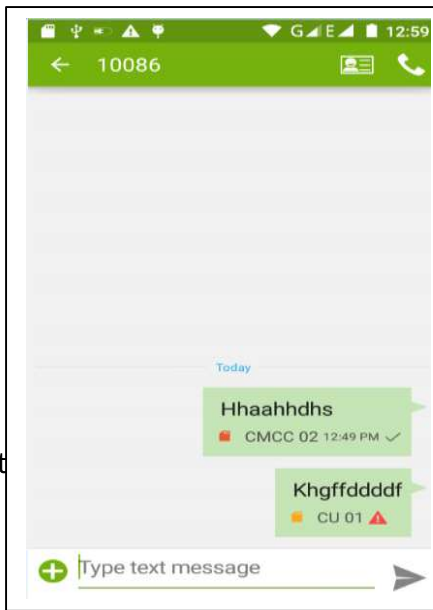 G E 12:59
10086
Today
Hhaahhdhs
CMCC 02 12:49 PM
Khgffddddf
CU 01
t
Type text message